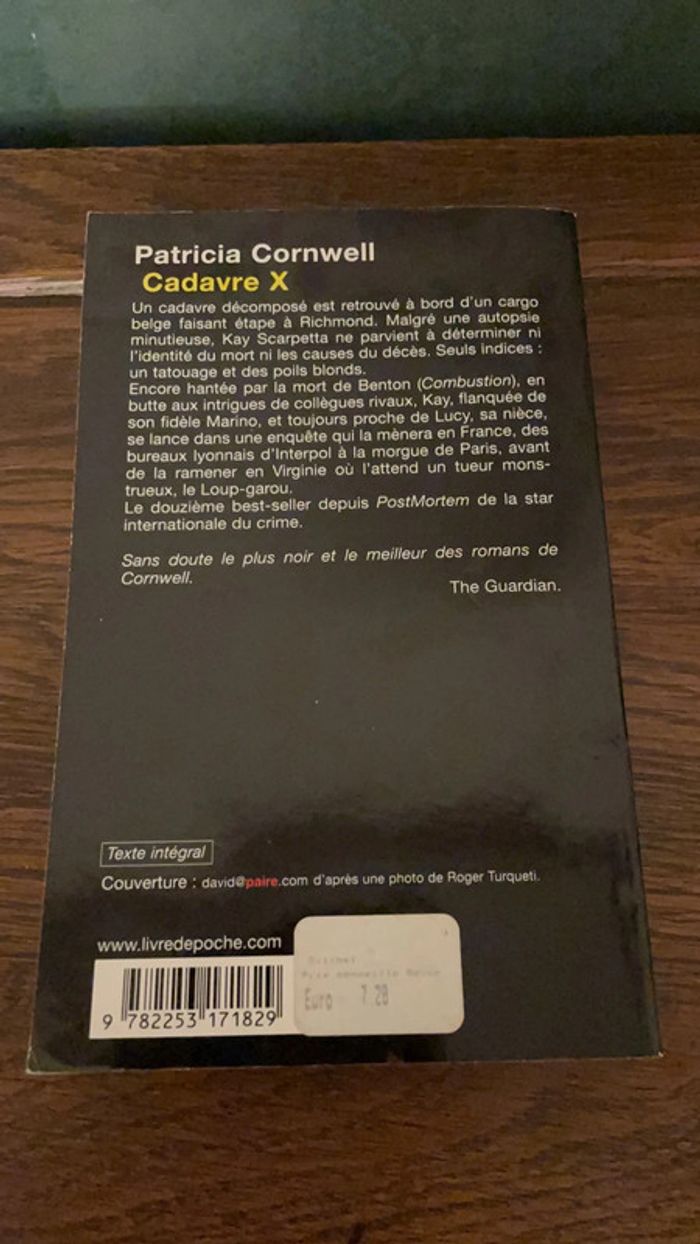 Patricia Cornwell
Cadavre X
Un cadavre décomposé est retrouvé à bord d'un cargo
belge faisant étape à Richmond. Malgré une autopsie
minutieuse, Kay Scarpetta ne parvient à déterminer ni
l'identité du mort ni les causes du décès. Seuls indices :
un tatouage et des poils blonds.
Encore hantée par la mort de Benton (Combustion), en
butte aux intrigues de collègues rivaux, Kay, flanquée de
son fidèle Marino, et toujours proche de Lucy, sa nièce,
se lance dans une enquête qui la mènera en France, des
bureaux lyonnais d'Interpol à la morgue de Paris, avant
de la ramener en Virginie où l'attend un tueur mons-
trueux, le Loup-garou.
Le douzième best-seller depuis PostMortem de la star
internationale du crime.
Sans doute le plus noir et le meilleur des romans de
Cornwell.
The Guardian.
Texte intégral
Couverture : david@paire.com d'après une photo de Roger Turqueti.
www.livredepoche.com
9 782253 171829
Euro 7.20